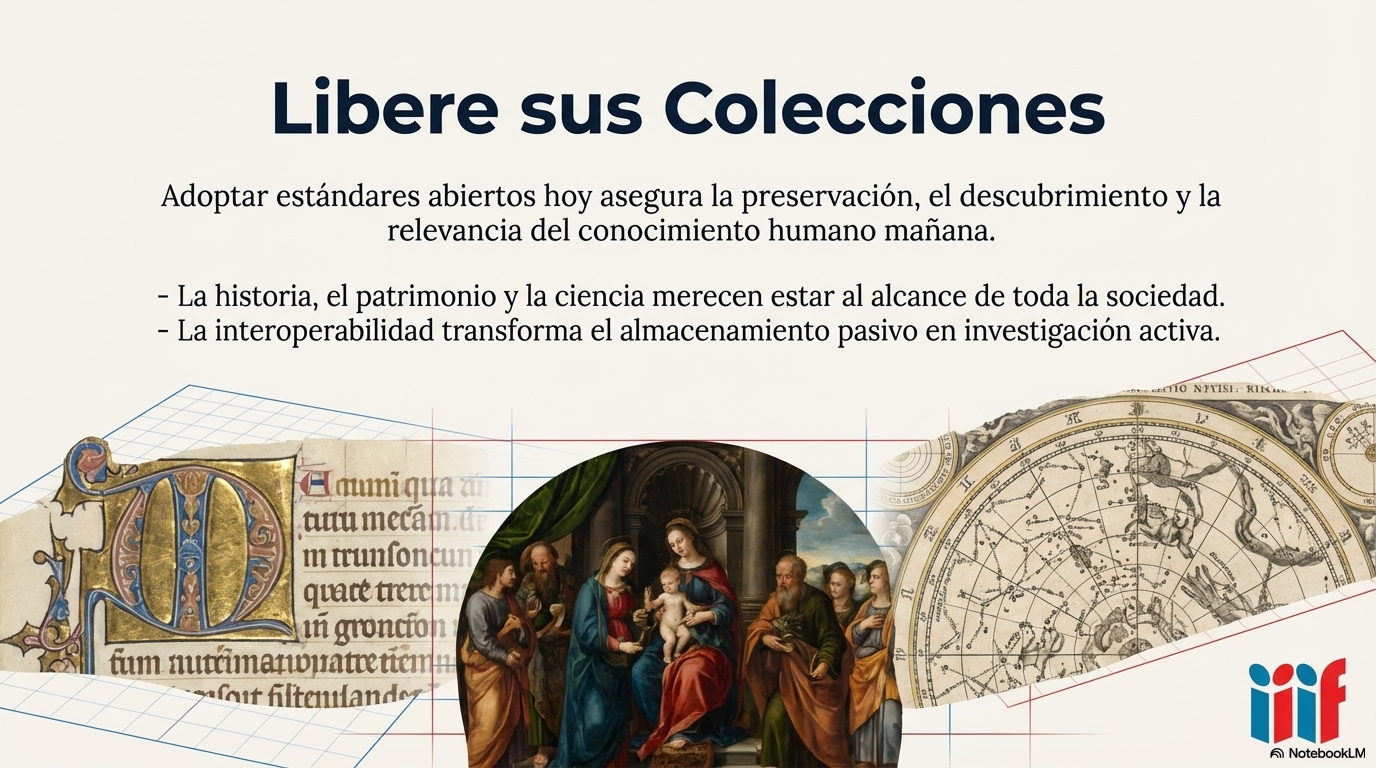 Libere sus Colecciones
Adoptar estándares abiertos hoy asegura la preservación, el descubrimiento y la
relevancia del conocimiento humano mañana.
- La historia, el patrimonio y la ciencia merecen estar al alcance de toda la sociedad.
- La interoperabilidad transforma el almacenamiento pasivo en investigación activa.
iiif
NotebookLM